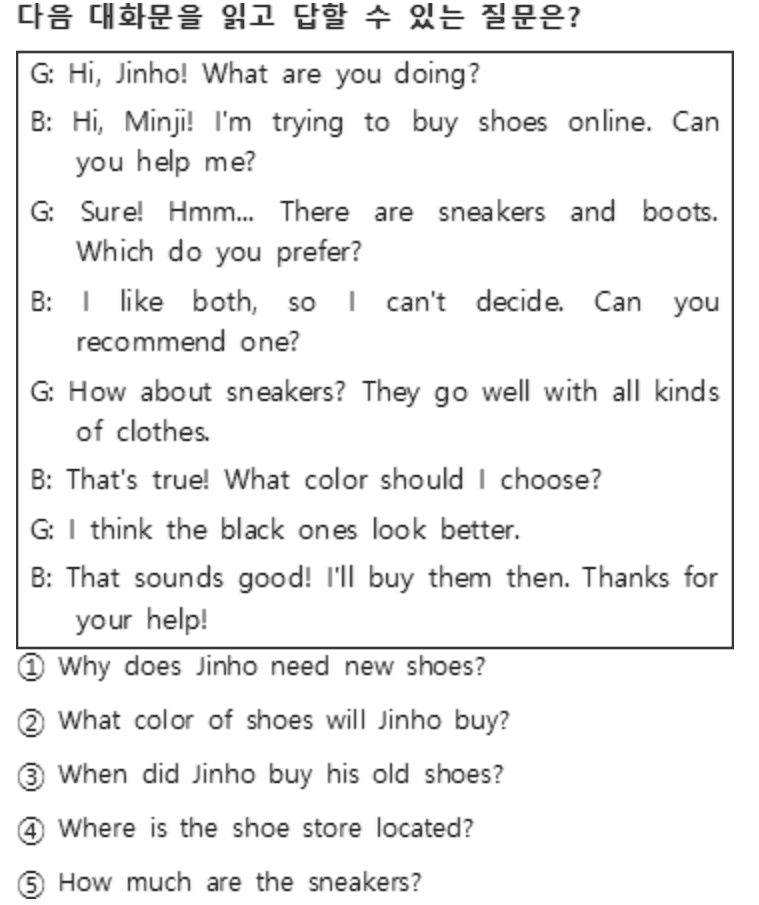 다음 대화문을 읽고 답할 수 있는 질문은?
G: Hi, Jinho! What are you doing?
B: Hi, Minji! I'm trying to buy shoes online. Can
you help me?
G: Sure! Hmm... There are sneakers and boots.
Which do you prefer?
B: I like both, so I can't decide. Can you
recommend one?
G: How about sneakers? They go well with all kinds
of clothes.
B: That's true! What color should I choose?
G: I think the black ones look better.
B: That sounds good! I'll buy them then. Thanks for
your help!
① Why does Jinho need new shoes?
② What color of shoes will Jinho buy?
③ When did Jinho buy his old shoes?
④ Where is the shoe store located?
⑤ How much are the sneakers?